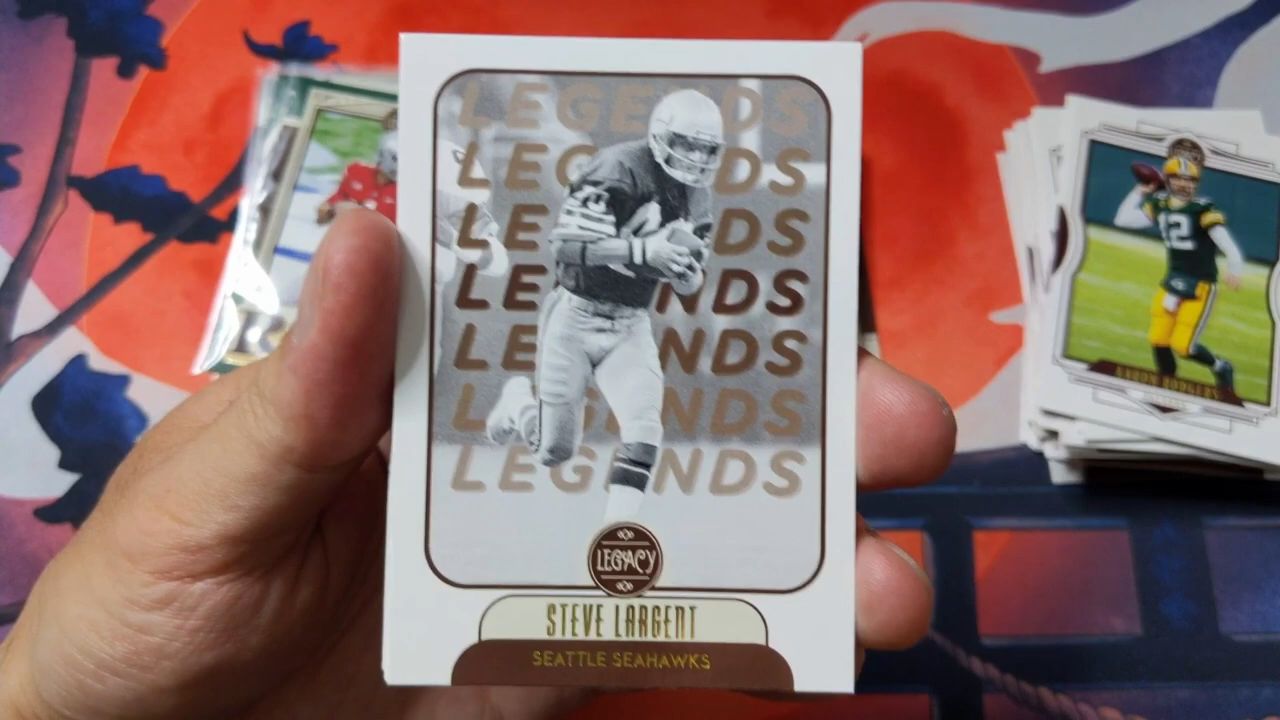 LEGENDS
LEGENDS
LEGENDS
LEGENDS
LEGENDS
LEGENDS
LEGENDS
LEGACY
STEVE LARGENT
SEATTLE SEAHAWKS
12
AARON RODGERS